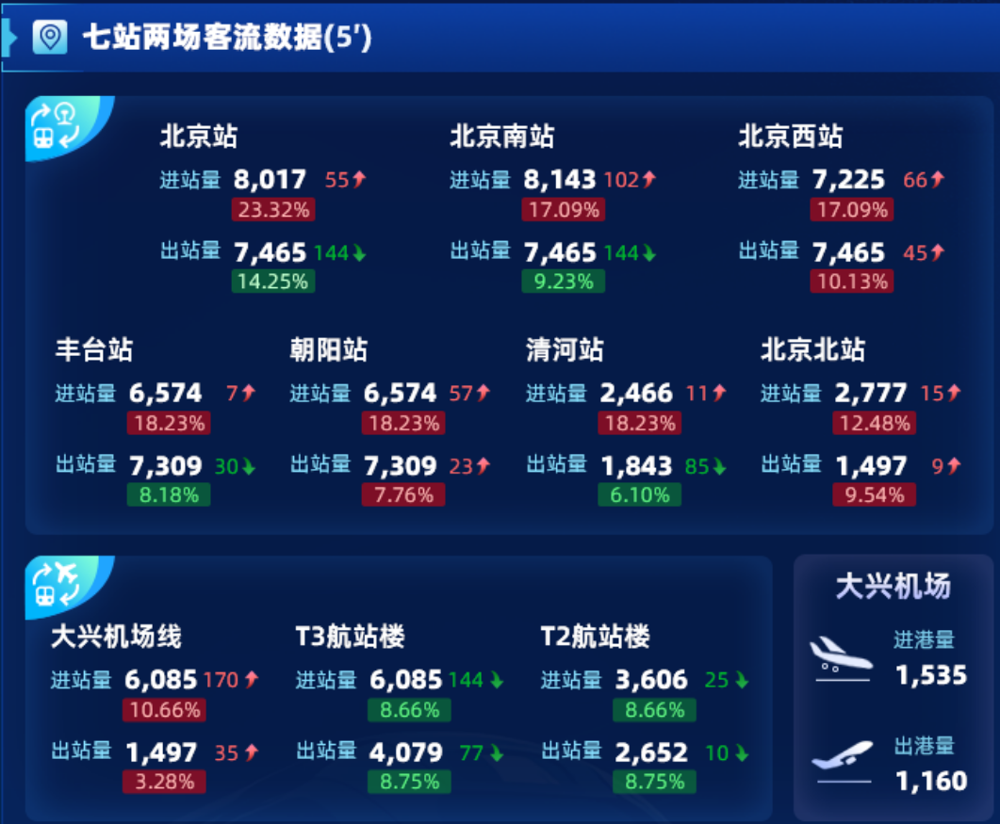 七站两场客流数据(5′)
北京站 北京南站 北京西站
进站量 8,017 55 进站量 8,143 102 进站量 7,225 66
23.32% 17.09% 17.09%
出站量 7,465 144 出站量 7,465 144 出站量 7,465 45
14.25% 9.23% 10.13%
丰台站 朝阳站 清河站 北京北站
进站量 6,574 7 进站量 6,574 57 进站量 2,466 11 进站量 2,777 15
18.23% 18.23% 18.23% 12.48%
出站量 7,309 30 出站量 7,309 23 出站量 1,843 85 出站量 1,497 9
8.18% 7.76% 6.10% 9.54%
大兴机场线 T3航站楼 T2航站楼
进站量 6,085 170 进站量 6,085 144 进站量 3,606 25
10.66% 8.66% 8.66%
出站量 1,497 35 出站量 4,079 77 出站量 2,652 10
3.28% 8.75% 8.75%
大兴机场
进港量
1,535
出港量
1,160